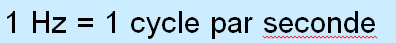 1 Hz = 1 cycle par seconde